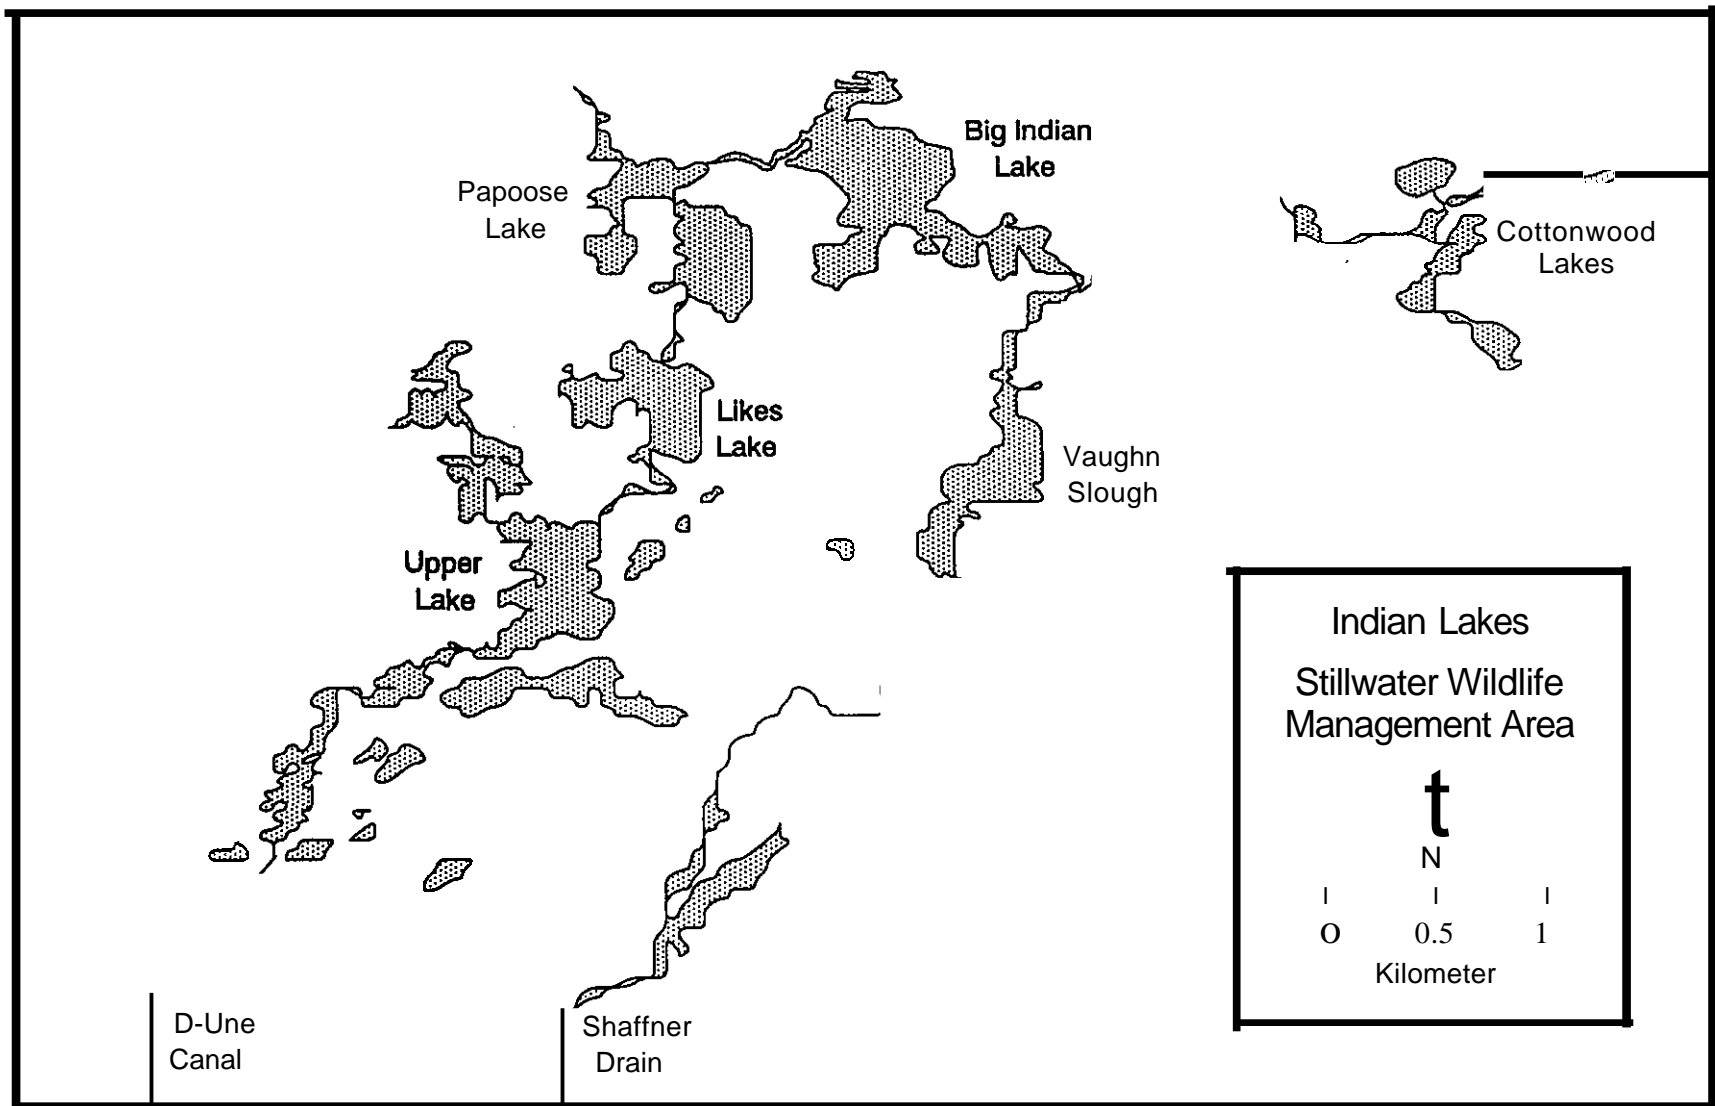 Big Indian
Lake
Papoose
Lake
Cottonwood
Lakes
Likes
Lake
Vaughn
Slough
Upper
Lake
Indian Lakes
Stillwater Wildlife
Management Area
t
N
O 0.5 1
Kilometer
D-Une
Canal
Shaffner
Drain